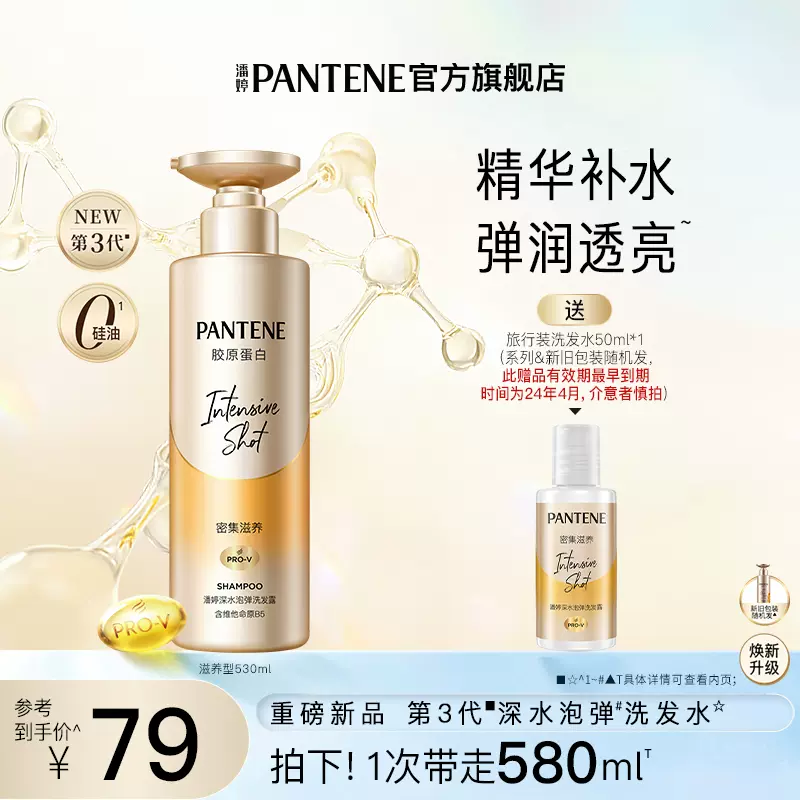 潘婷 PANTENE官方旗舰店
精华补水
弹润透亮~
NEW
第3代■
0硅油1
送
旅行装洗发水50ml*1
(系列&新旧包装随机发,
此赠品有效期最早到期
时间为24年4月, 介意者慎拍)
PANTENE
胶原蛋白
Intensive
Shot
密集滋养
PRO-V
SHAMPOO
潘婷深水泡弹洗发露
含维他命原B5
PRO-V
滋养型530ml
PANTENE
密集滋养
Intensive
Shot
潘婷深水泡弹洗发露
PRO-V
新旧包装
随机发▲
焕新
升级
■☆^1~#▲T具体详情可查看内页;
参考
到手价^
¥79
重磅新品 第3代■深水泡弹#洗发水☆
拍下! 1次带走580mlT